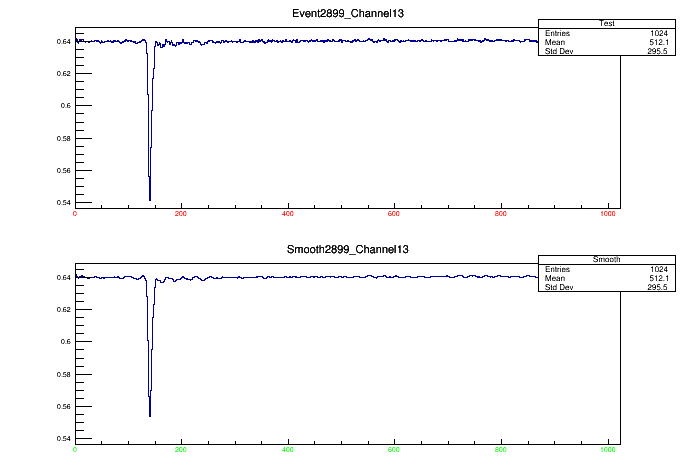 Event2899_Channel13
Test
Entries 1024
Mean 512.1
Std Dev 295.5
0.64
0.62
0.6
0.58
0.56
0.54
0 200 400 600 800 1000
Smooth2899_Channel13
Smooth
Entries 1024
Mean 512.1
Std Dev 295.5
0.64
0.62
0.6
0.58
0.56
0.54
0 200 400 600 800 1000